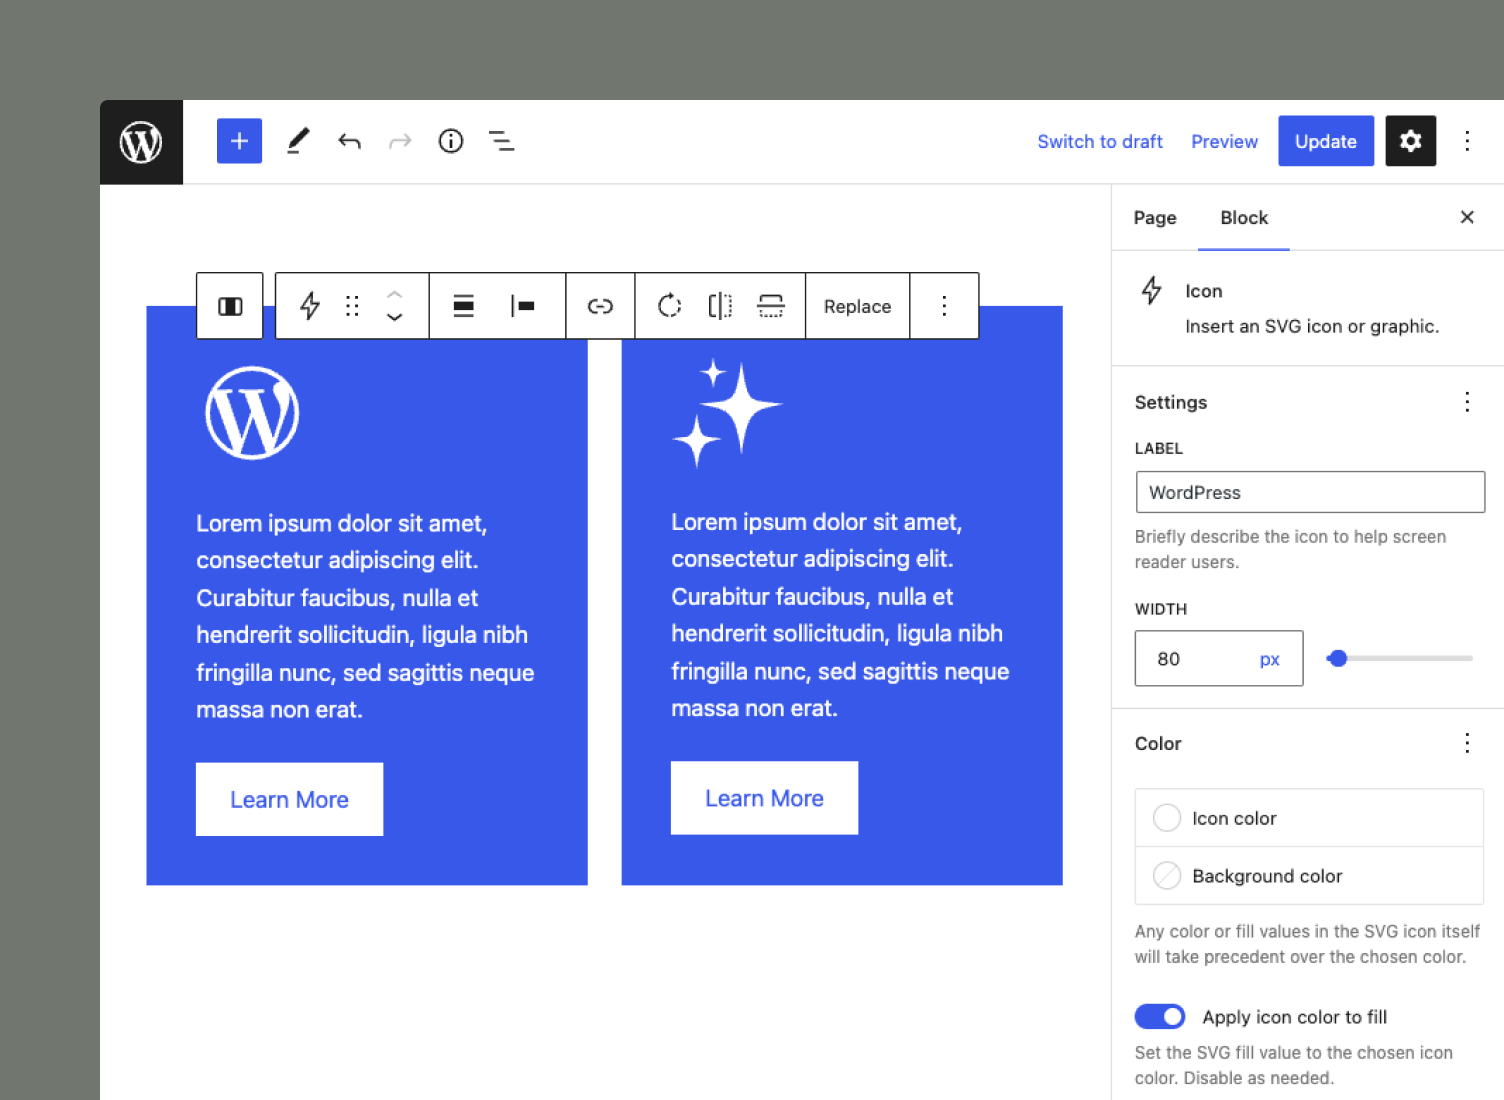 Switch to draft
Preview
Update
Page
Block
Replace
Icon
Insert an SVG icon or graphic.
Settings
LABEL
WordPress
Briefly describe the icon to help screen
reader users.
WIDTH
80
px
Color
Icon color
Background color
Any color or fill values in the SVG icon itself
will take precedent over the chosen color.
Apply icon color to fill
Set the SVG fill value to the chosen icon
color. Disable as needed.
Lorem ipsum dolor sit amet,
consectetur adipiscing elit.
Curabitur faucibus, nulla et
hendrerit sollicitudin, ligula nibh
fringilla nunc, sed sagittis neque
massa non erat.
Learn More
Lorem ipsum dolor sit amet,
consectetur adipiscing elit.
Curabitur faucibus, nulla et
hendrerit sollicitudin, ligula nibh
fringilla nunc, sed sagittis neque
massa non erat.
Learn More